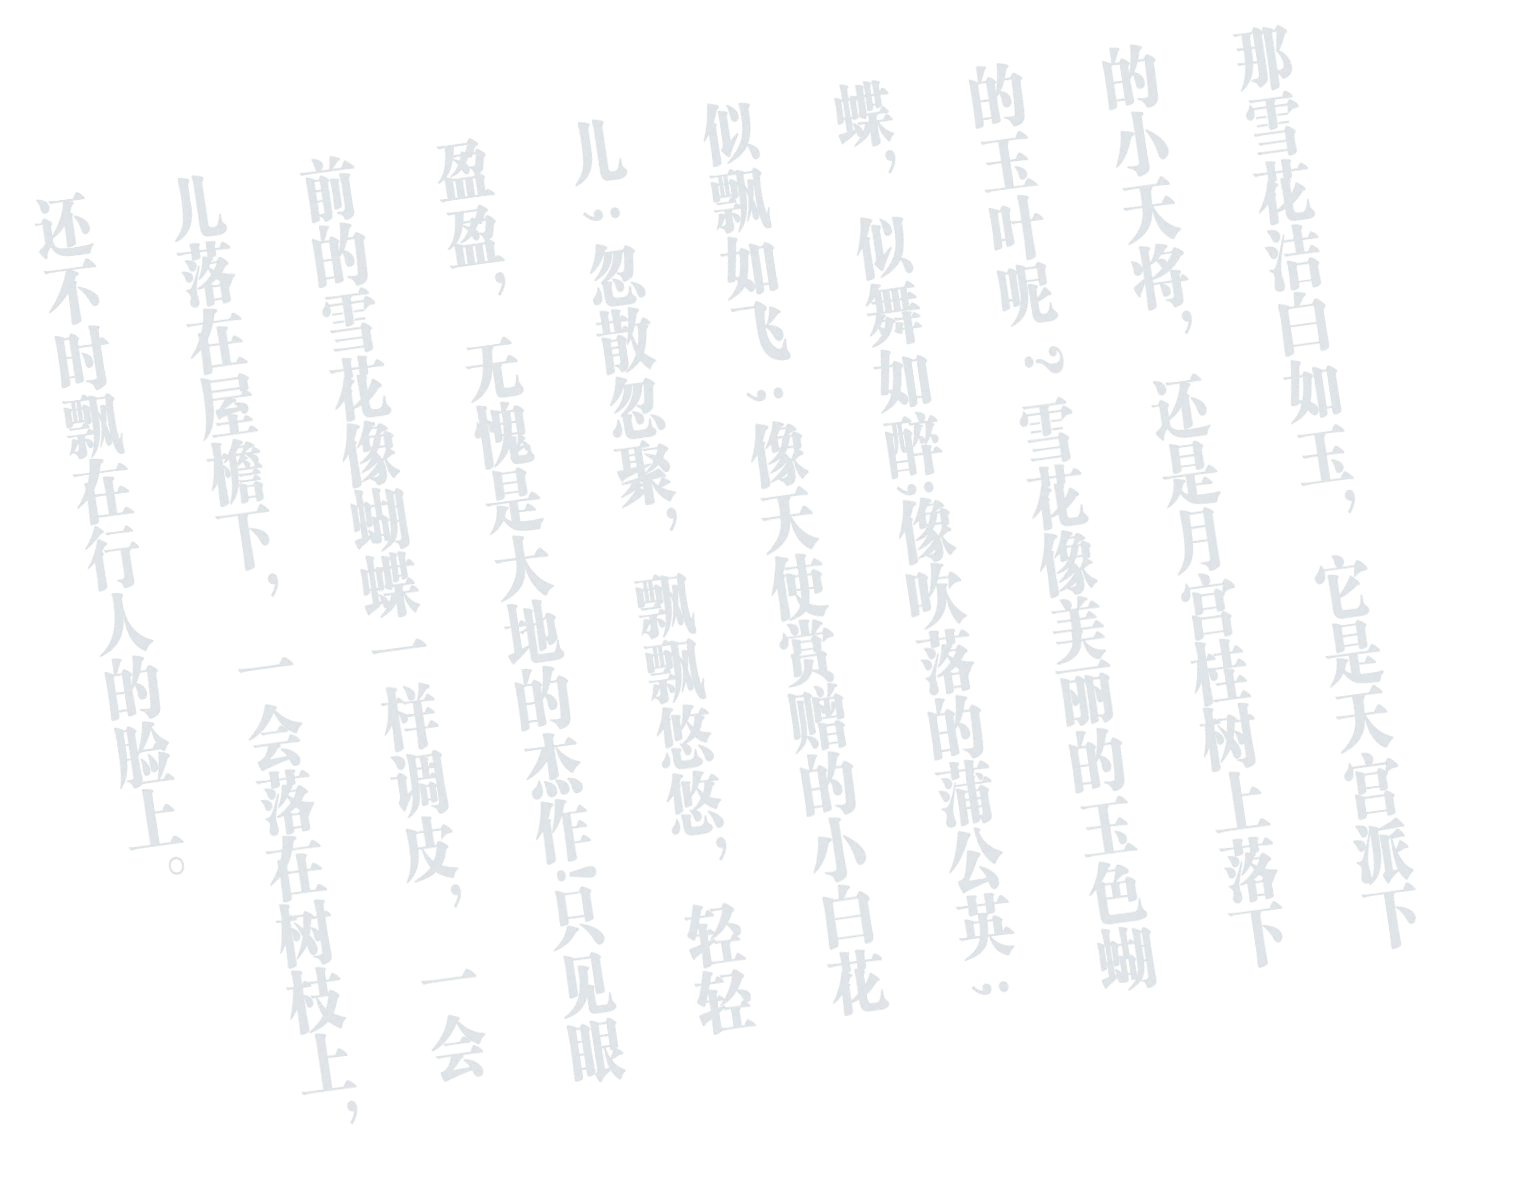 那雪花洁白如玉，它是天宫派下
的小天将，还是月宫桂树上落下
的玉叶呢？雪花像美丽的玉色蝴
蝶，似舞如醉;像吹落的蒲公英；
似飘如飞；像天使赏赠的小白花
儿；忽散忽聚，飘飘悠悠，轻轻
盈盈，无愧是大地的杰作!只见眼
前的雪花像蝴蝶一样调皮，一会
儿落在屋檐下，一会落在树枝上，
还不时飘在行人的脸上。